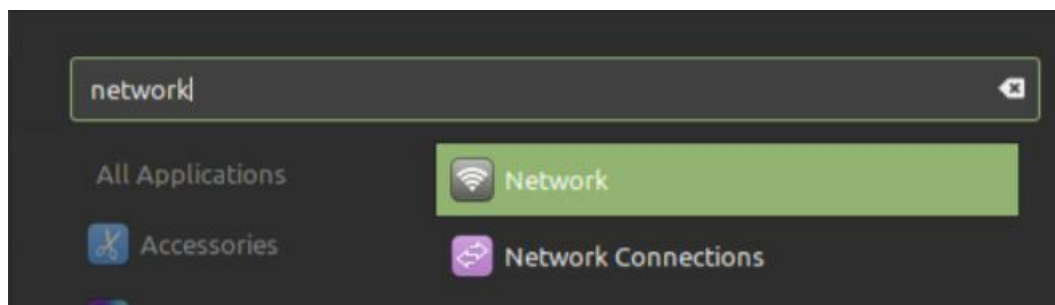 network
All Applications
Network
Accessories
Network Connections